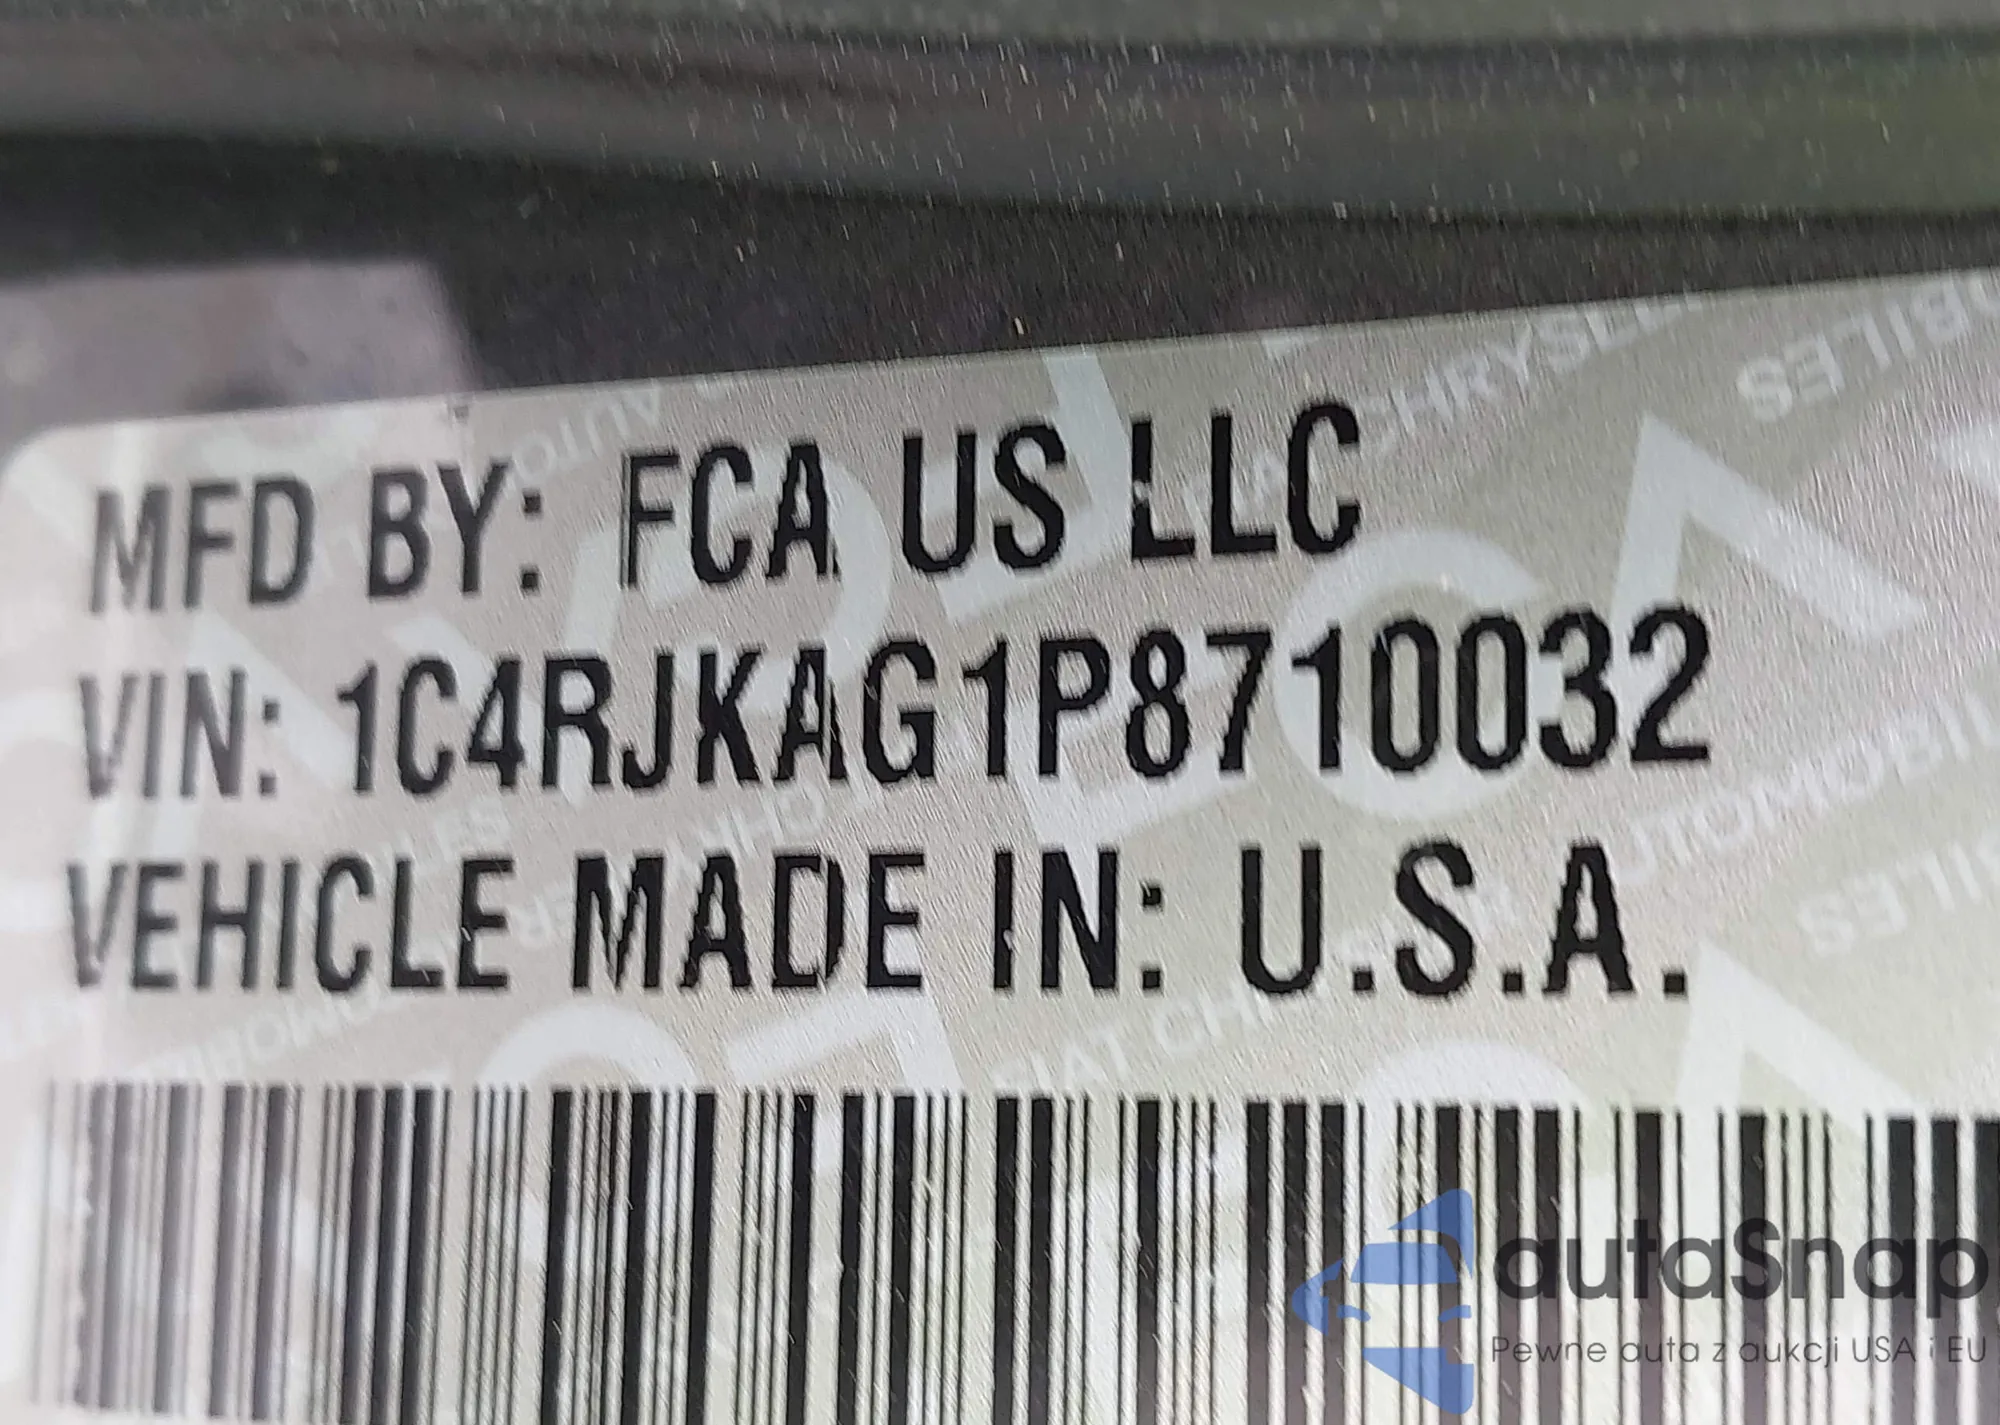 MFD BY: FCA US LLC
VIN: 1C4RJKAG1P8710032
VEHICLE MADE IN: U.S.A.
autaSnap
Pewne auta z aukcji USA i EU